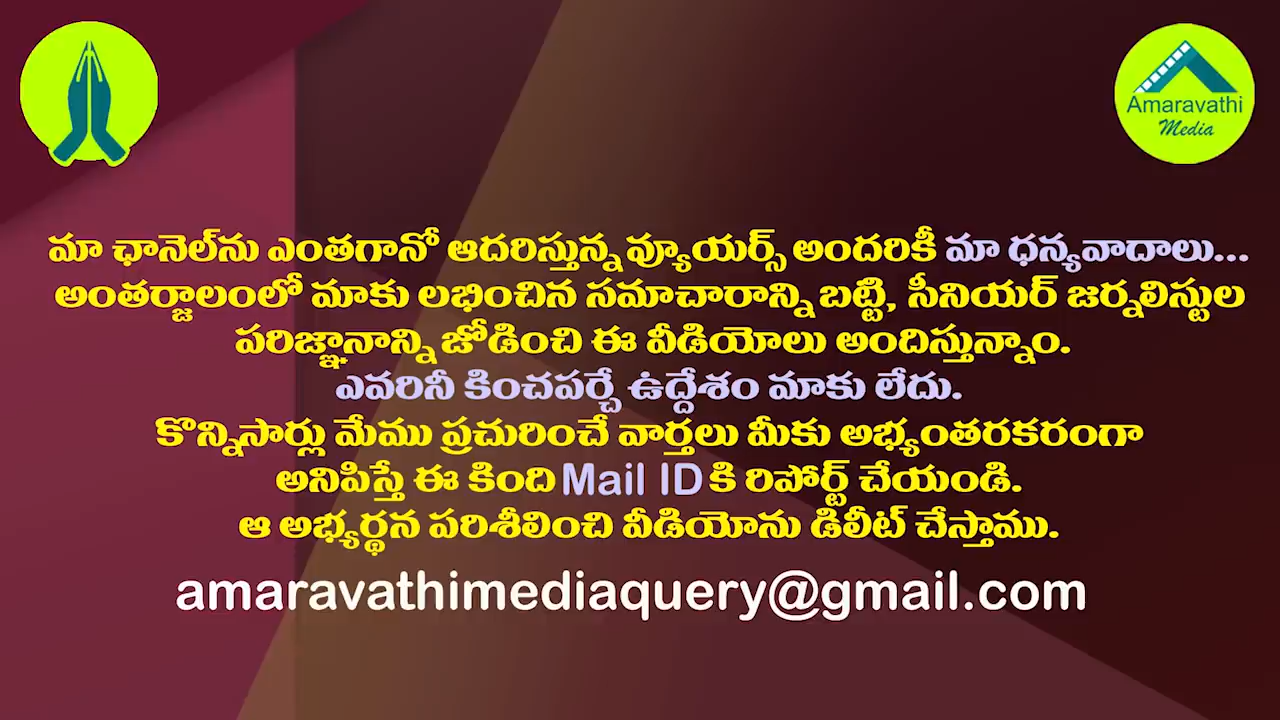 Amaravathi
Media
మా ఛానెల్‌ను ఎంతగానో ఆదరిస్తున్న వ్యూయర్స్ అందరికీ మా ధన్యవాదాలు...
అంతర్జాలంలో మాకు లభించిన సమాచారాన్ని బట్టి, సీనియర్ జర్నలిస్టుల
పరిజ్ఞానాన్ని జోడించి ఈ వీడియోలు అందిస్తున్నాం.
ఎవరినీ కించపర్చే ఉద్దేశం మాకు లేదు.
కొన్నిసార్లు మేము ప్రచురించే వార్తలు మీకు అభ్యంతరకరంగా
అనిపిస్తే ఈ కింది Mail ID కి రిపోర్ట్ చేయండి.
ఆ అభ్యర్థన పరిశీలించి వీడియోను డిలీట్ చేస్తాము.
amaravathimediaquery@gmail.com